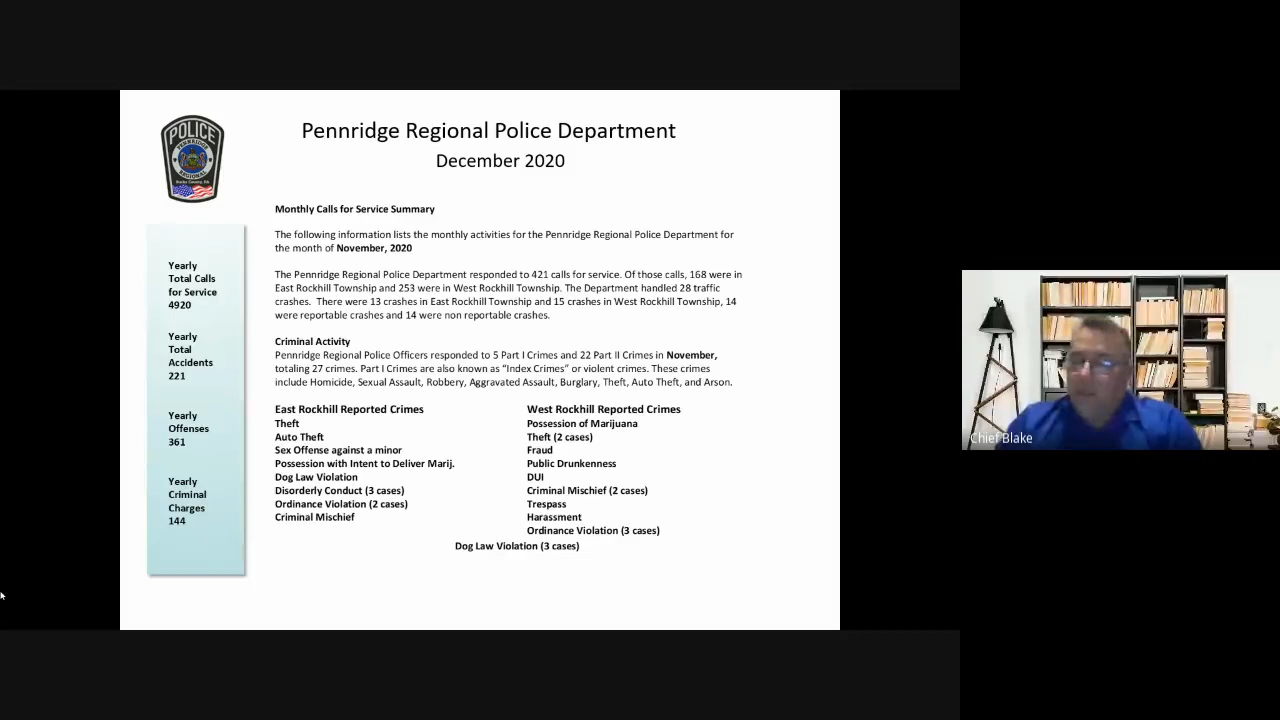 POLICE
PENNRIDGE
REGIONAL
Pennridge Regional Police Department
December 2020
Monthly Calls for Service Summary
The following information lists the monthly activities for the Pennridge Regional Police Department for
the month of November, 2020
The Pennridge Regional Police Department responded to 421 calls for service. Of those calls, 168 were in
East Rockhill Township and 253 were in West Rockhill Township. The Department handled 28 traffic
crashes. There were 13 crashes in East Rockhill Township and 15 crashes in West Rockhill Township, 14
were reportable crashes and 14 were non reportable crashes.
Criminal Activity
Pennridge Regional Police Officers responded to 5 Part I Crimes and 22 Part II Crimes in November,
totaling 27 crimes. Part I Crimes are also known as “Index Crimes” or violent crimes. These crimes
include Homicide, Sexual Assault, Robbery, Aggravated Assault, Burglary, Theft, Auto Theft, and Arson.
East Rockhill Reported Crimes
Theft
Auto Theft
Sex Offense against a minor
Possession with Intent to Deliver Marij.
Dog Law Violation
Disorderly Conduct (3 cases)
Ordinance Violation (2 cases)
Criminal Mischief
West Rockhill Reported Crimes
Possession of Marijuana
Theft (2 cases)
Fraud
Public Drunkenness
DUI
Criminal Mischief (2 cases)
Trespass
Harassment
Ordinance Violation (3 cases)
Dog Law Violation (3 cases)
Yearly
Total Calls
for Service
4920
Yearly
Total
Accidents
221
Yearly
Offenses
361
Yearly
Criminal
Charges
144
Chief Blake